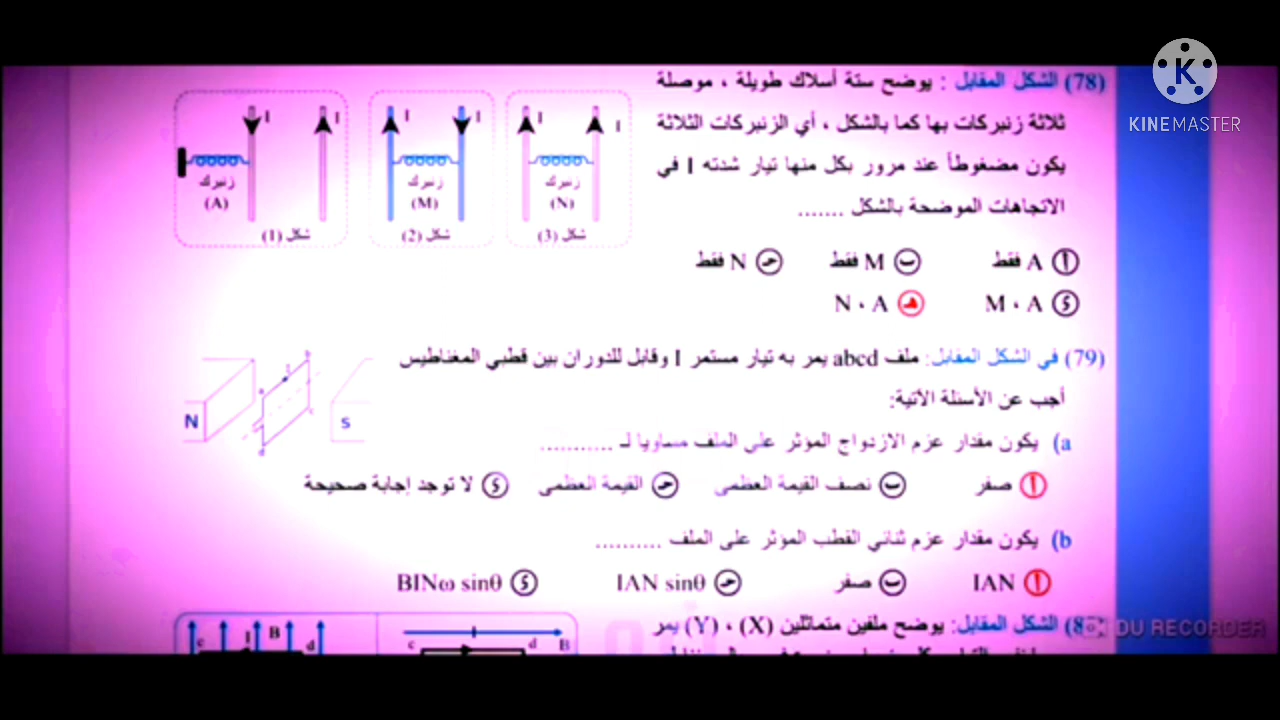 KINEMASTER
(78) الشكل المقابل : يوضح ستة أسلاك طويلة ، موصلة
ثلاثة زنبركات بها كما بالشكل ، أي الزنبركات الثلاثة
يكون مضغوطاً عند مرور بكل منها تيار شدته I في
الاتجاهات الموضحة بالشكل .......
I I I I I I
زنبرك زنبرك زنبرك
(A) (M) (N)
شكل (1) شكل (2) شكل (3)
أ A فقط ب M فقط ج N فقط
د M ، A هـ N ، A
(79) في الشكل المقابل: ملف abcd يمر به تيار مستمر I وقابل للدوران بين قطبي المغناطيس
أجب عن الأسئلة الآتية:
N S
a) يكون مقدار عزم الازدواج المؤثر على الملف مساويا لـ ...........
أ صفر ب نصف القيمة العظمى ج القيمة العظمى د لا توجد إجابة صحيحة
b) يكون مقدار عزم ثنائي القطب المؤثر على الملف ..........
أ IAN ب صفر ج IAN sinθ د BINω sinθ
الشكل المقابل: يوضح ملفين متماثلين (X) ، (Y) يمر
c I B d c d B
DU RECORDER